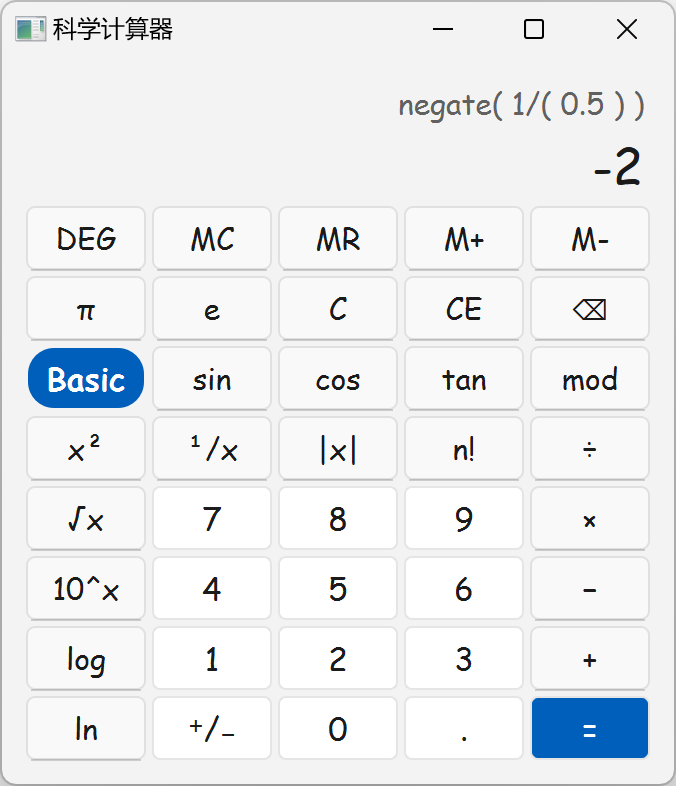 科学计算器
negate( 1/( 0.5 ) )
-2
DEG MC MR M+ M-
π e C CE ⌫
Basic sin cos tan mod
x² ¹/x |x| n! ÷
√x 7 8 9 ×
10^x 4 5 6 −
log 1 2 3 +
ln ⁺/₋ 0 . =